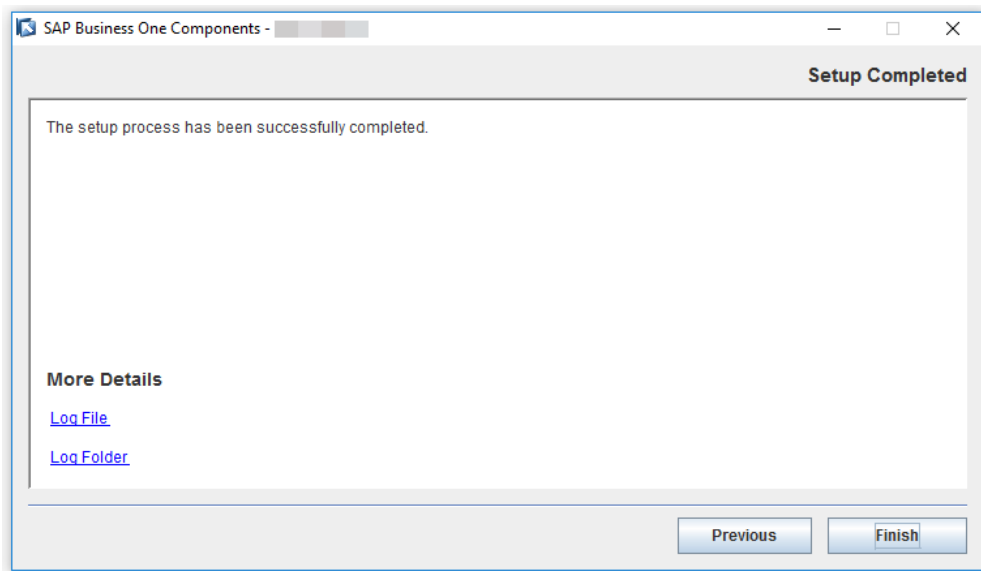 SAP Business One Components -
Setup Completed
The setup process has been successfully completed.
More Details
Log File
Log Folder
Previous
Finish